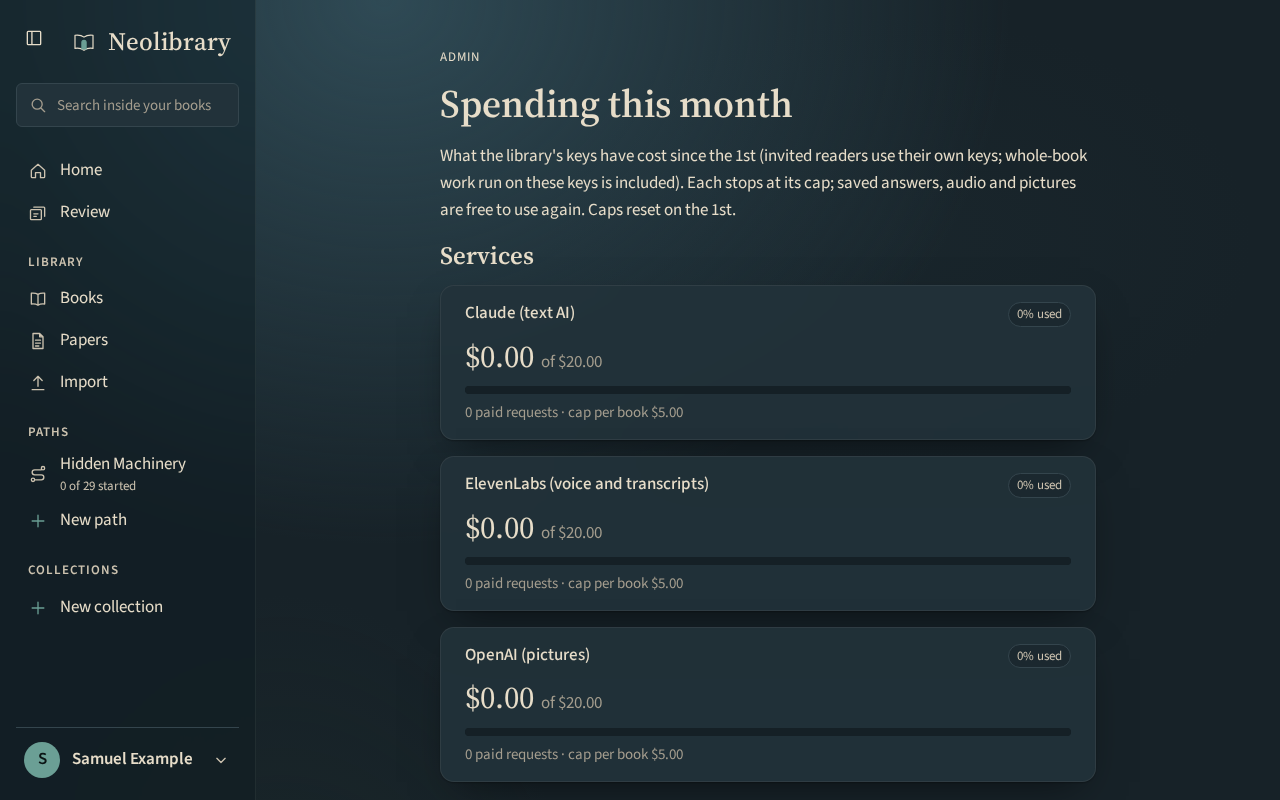 Neolibrary
Search inside your books
Home
Review
LIBRARY
Books
Papers
Import
PATHS
Hidden Machinery
0 of 29 started
New path
COLLECTIONS
New collection
S
Samuel Example
ADMIN
Spending this month
What the library's keys have cost since the 1st (invited readers use their own keys; whole-book
work run on these keys is included). Each stops at its cap; saved answers, audio and pictures
are free to use again. Caps reset on the 1st.
Services
Claude (text AI)
0% used
$0.00 of $20.00
0 paid requests · cap per book $5.00
ElevenLabs (voice and transcripts)
0% used
$0.00 of $20.00
0 paid requests · cap per book $5.00
OpenAI (pictures)
0% used
$0.00 of $20.00
0 paid requests · cap per book $5.00